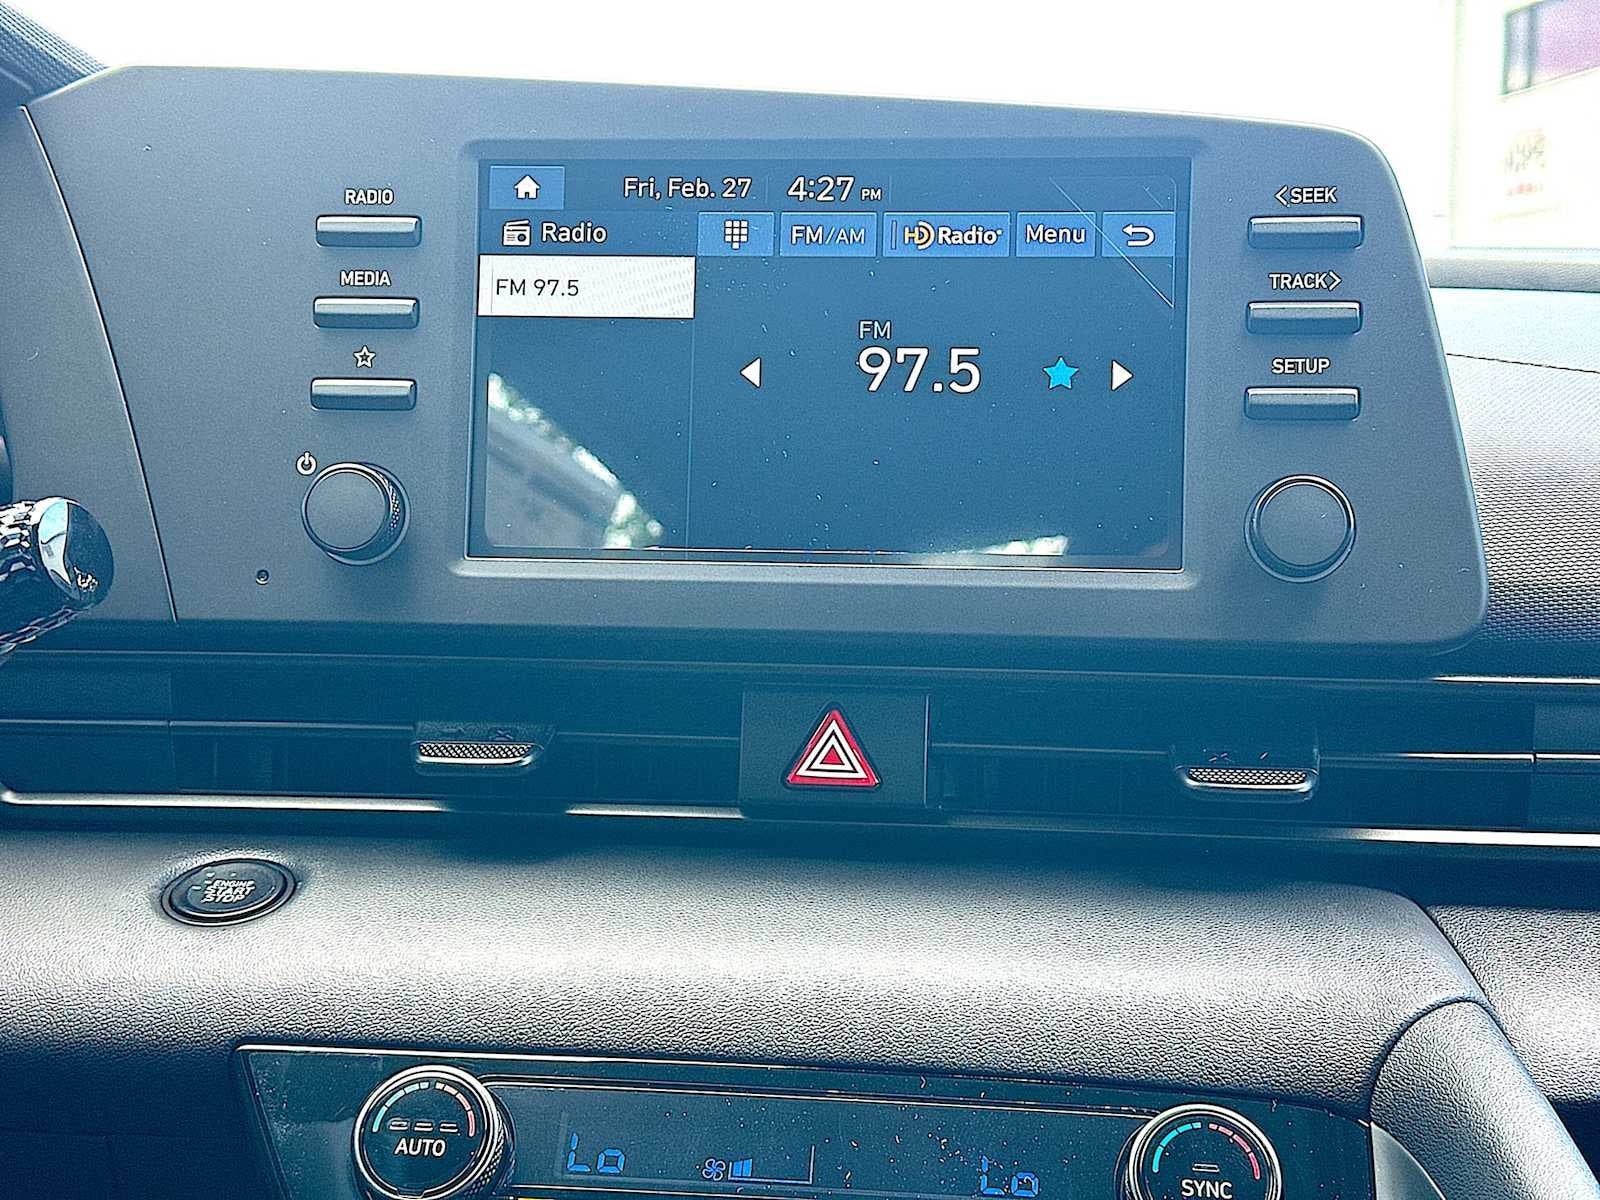 Fri, Feb. 27 4:27 PM
RADIO
MEDIA
Radio
FM/AM
HD Radio
Menu
FM 97.5
FM
97.5
<SEEK
TRACK>
SETUP
ENGINE
START
STOP
AUTO
Lo
Lo
SYNC